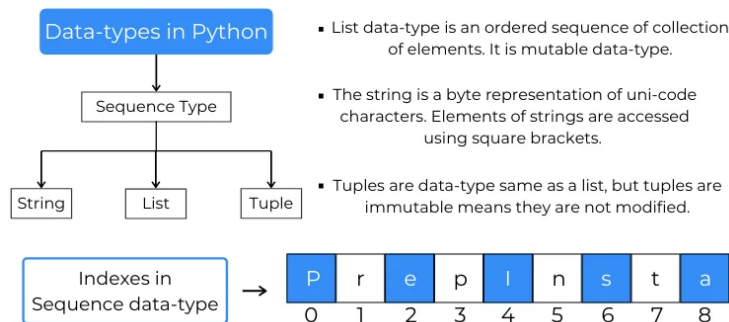 Data-types in Python
Sequence Type
String
List
Tuple
▪ List data-type is an ordered sequence of collection
of elements. It is mutable data-type.
▪ The string is a byte representation of uni-code
characters. Elements of strings are accessed
using square brackets.
▪ Tuples are data-type same as a list, but tuples are
immutable means they are not modified.
Indexes in
Sequence data-type
P r e p I n s t a
0 1 2 3 4 5 6 7 8